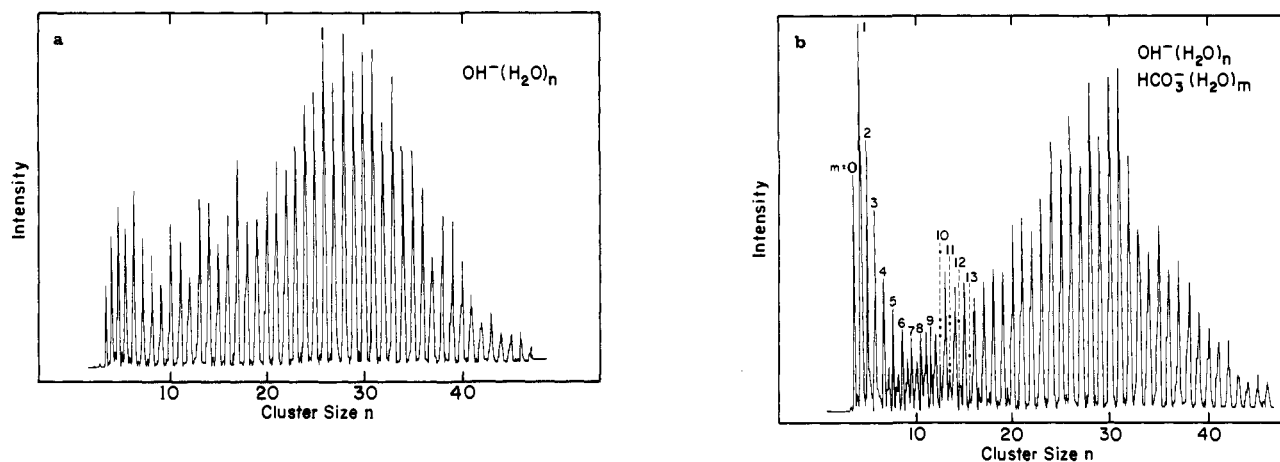 a
OH⁻(H₂O)ₙ
Intensity
10 20 30 40
Cluster Size n
b
OH⁻(H₂O)ₙ
HCO₃⁻(H₂O)ₘ
m=0 1 2 3 4 5 6 7 8 9 10 11 12 13
Intensity
10 20 30 40
Cluster Size n